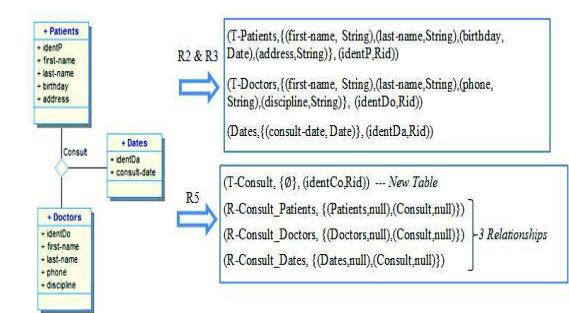 + Patients
+ identP
+ first-name
+ last-name
+ birthday
+ address
Consult
+ Dates
+ identDa
+ consult-date
+ Doctors
+ identDo
+ first-name
+ last-name
+ phone
+ discipline
R2 & R3
(T-Patients,{(first-name, String),(last-name,String),(birthday,
Date),(address,String)}, (identP,Rid))
(T-Doctors,{(first-name, String),(last-name,String),(phone,
String),(discipline,String)}, (identDo,Rid))
(Dates,{(consult-date, Date)}, (identDa,Rid))
R5
(T-Consult, {Ø}, (identCo,Rid)) --- New Table
(R-Consult_Patients, {(Patients,null),(Consult,null)})
(R-Consult_Doctors, {(Doctors,null),(Consult,null)})
(R-Consult_Dates, {(Dates,null),(Consult,null)})
3 Relationships